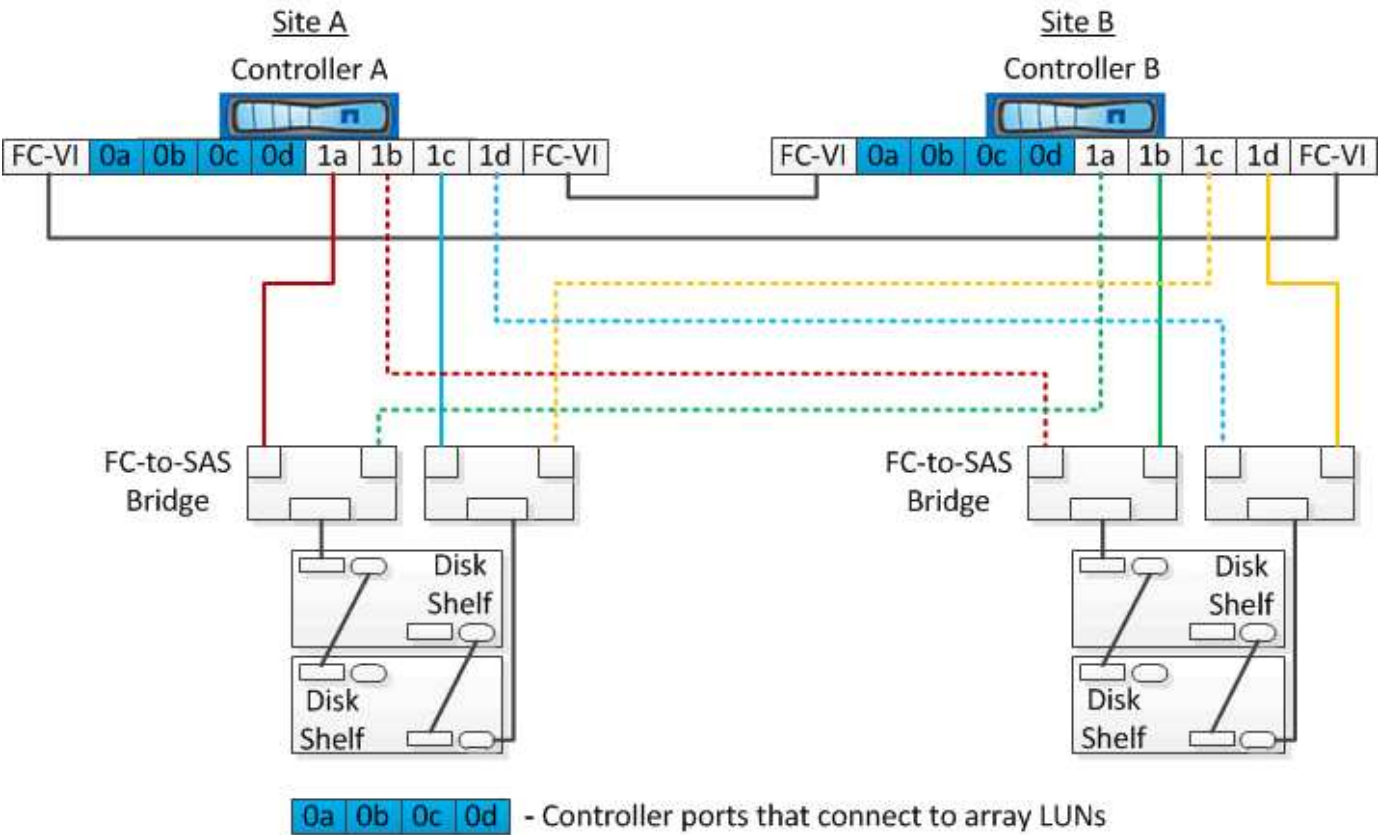 Site A Site B
Controller A Controller B
FC-VI 0a 0b 0c 0d 1a 1b 1c 1d FC-VI FC-VI 0a 0b 0c 0d 1a 1b 1c 1d FC-VI
FC-to-SAS FC-to-SAS
Bridge Bridge
Disk Disk
Shelf Shelf
Disk Disk
Shelf Shelf
0a 0b 0c 0d - Controller ports that connect to array LUNs